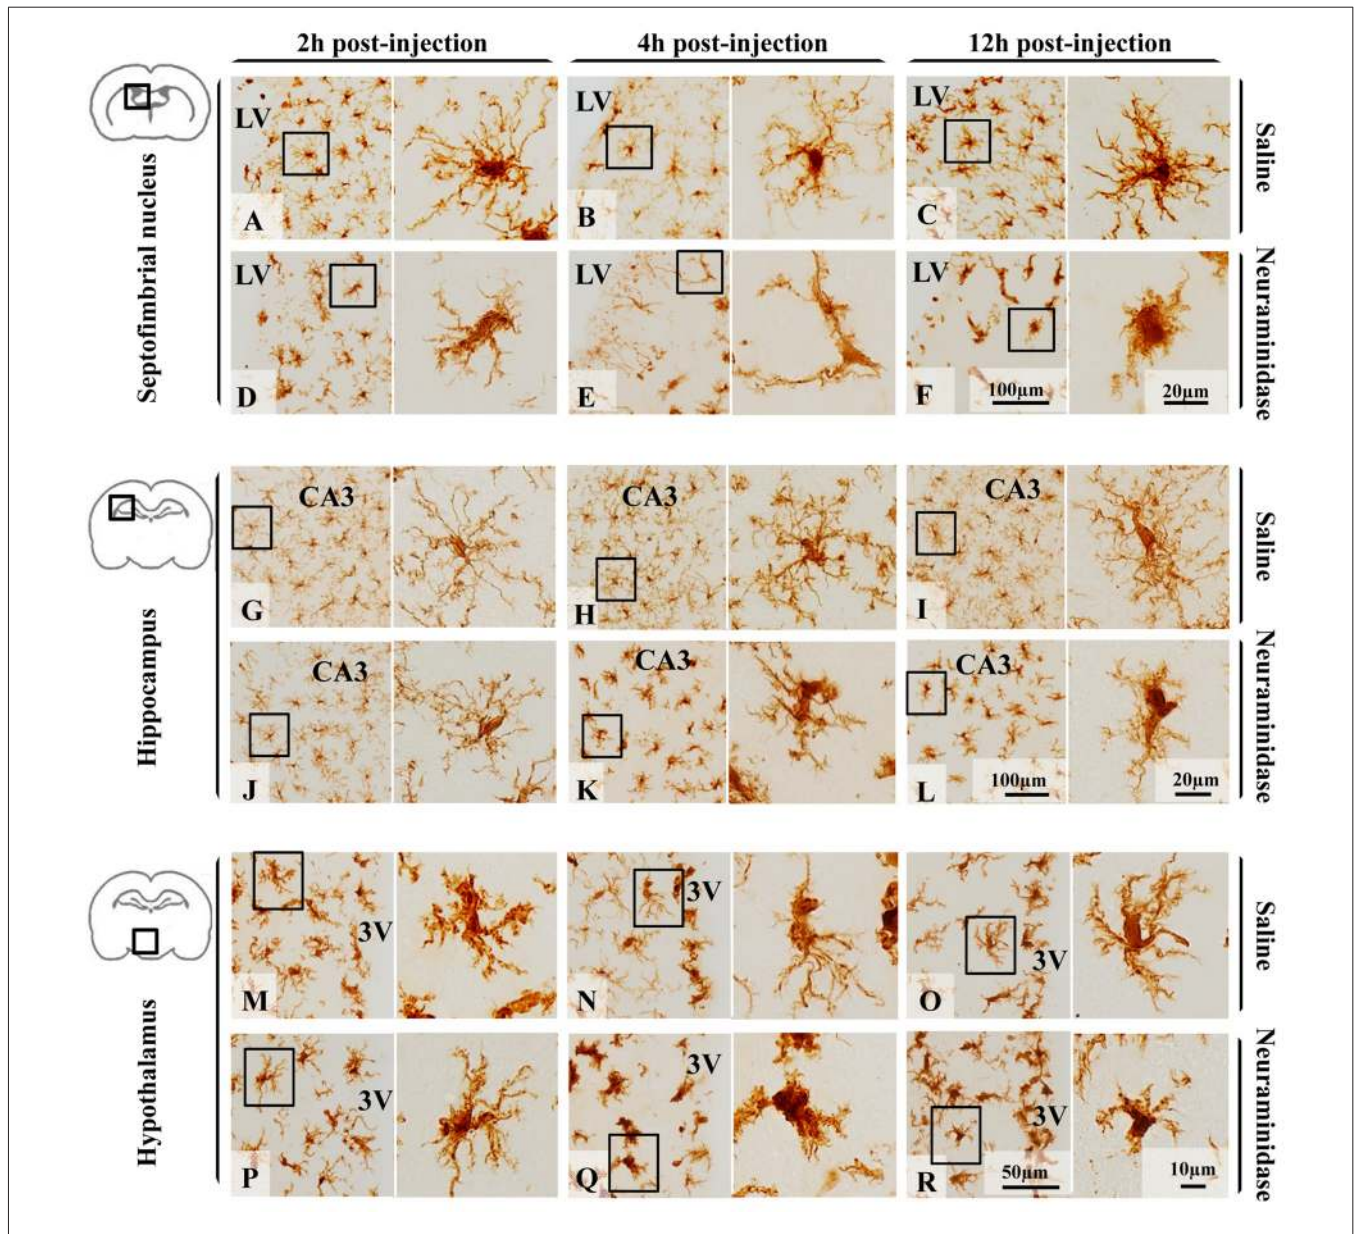 2h post-injection 4h post-injection 12h post-injection
Septofimbrial nucleus
LV LV LV
A B C
Saline
LV LV LV
D E F
100µm 20µm
Neuraminidase
Hippocampus
CA3 CA3 CA3
G H I
Saline
CA3 CA3 CA3
J K L
100µm 20µm
Neuraminidase
Hypothalamus
3V 3V 3V
M N O
Saline
3V 3V 3V
P Q R
50µm 10µm
Neuraminidase